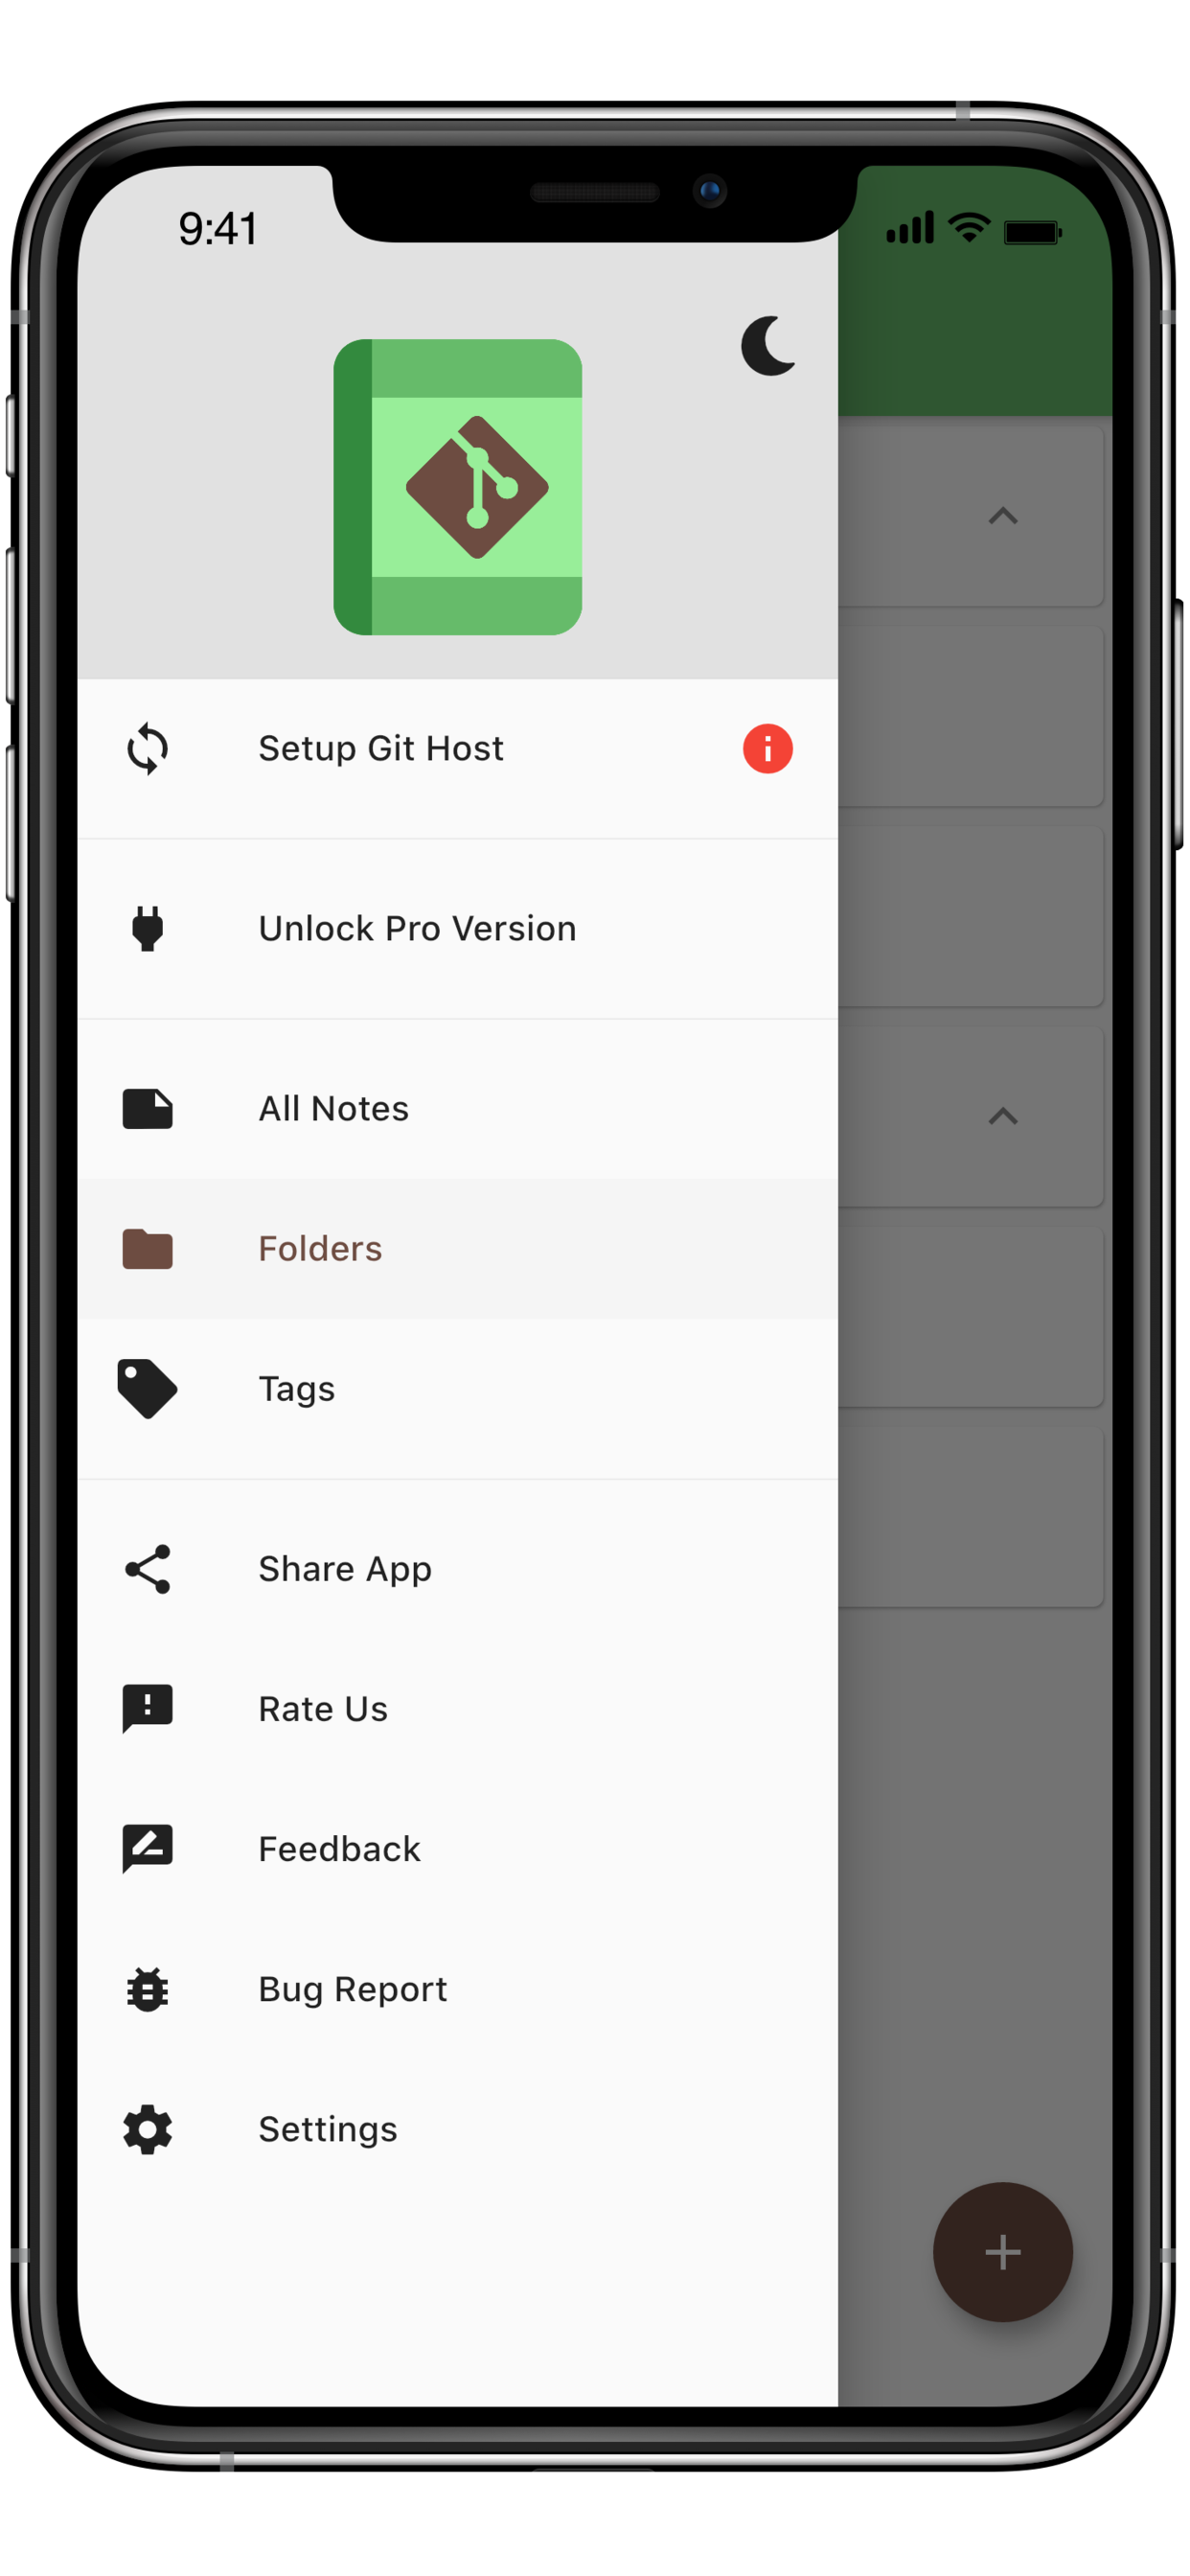 9:41
Setup Git Host
Unlock Pro Version
All Notes
Folders
Tags
Share App
Rate Us
Feedback
Bug Report
Settings